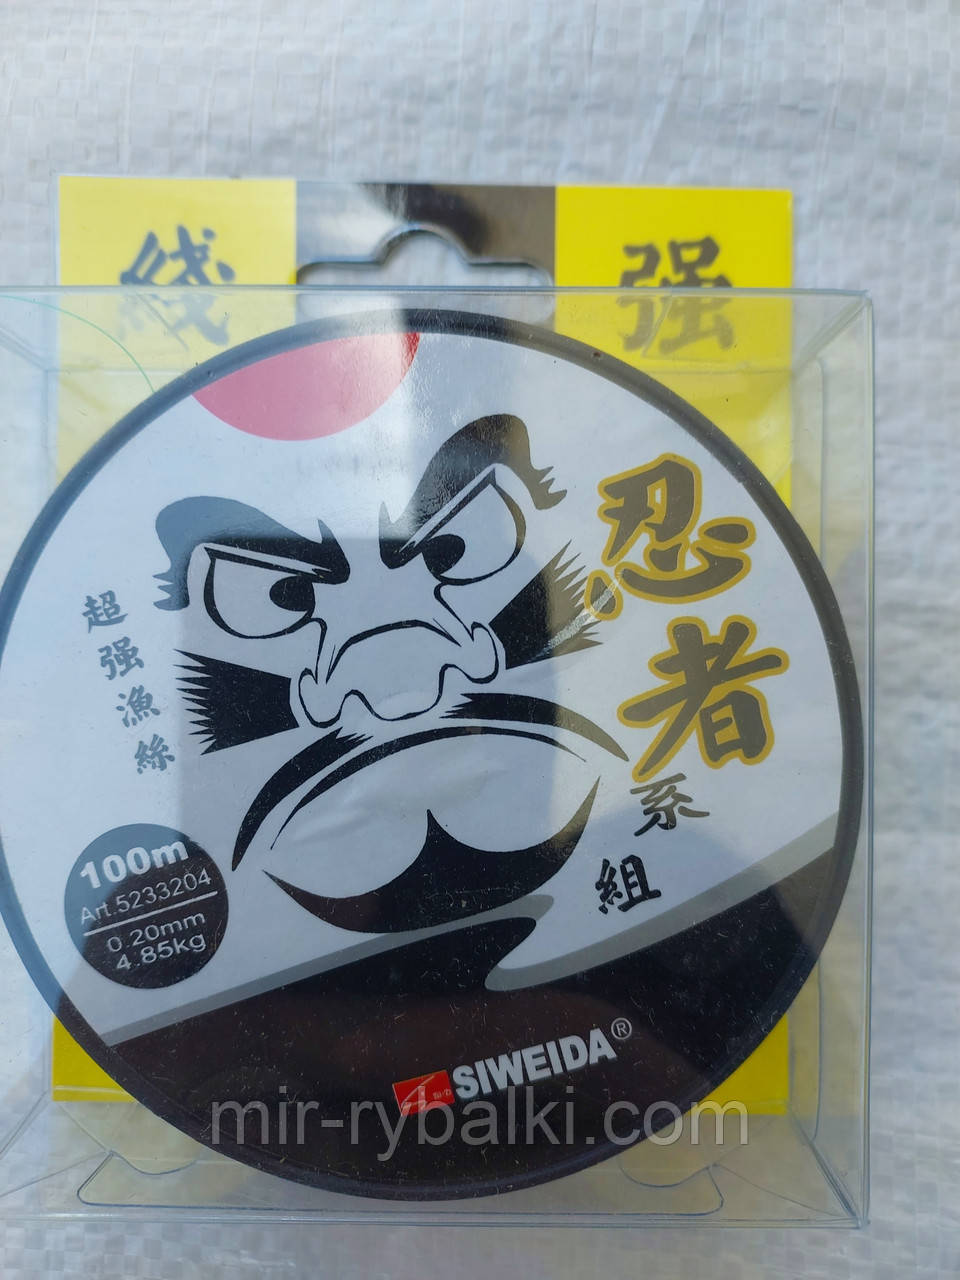 綫 强
忍者
系組
超强漁絲
100m
Art.5233204
0.20mm
4.85kg
SIWEIDA®
mir-rybalki.com